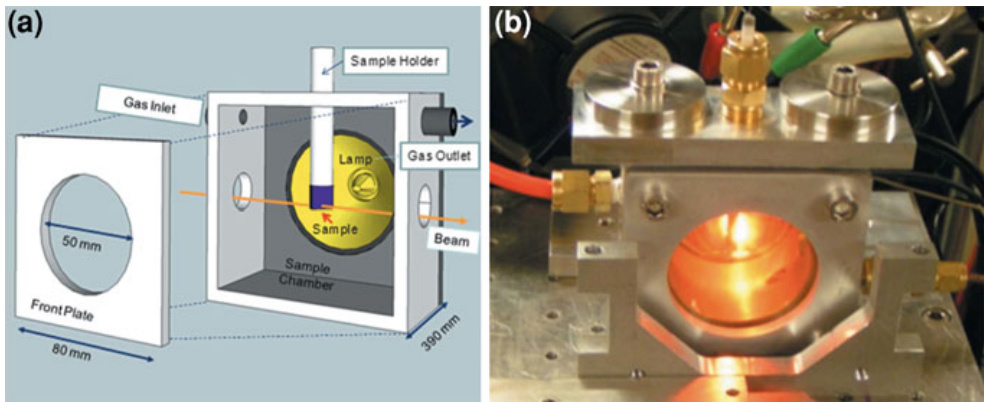 (a)
Sample Holder
Gas Inlet
Lamp
Gas Outlet
50 mm
Sample
Beam
Sample
Chamber
Front Plate
80 mm
390 mm
(b)